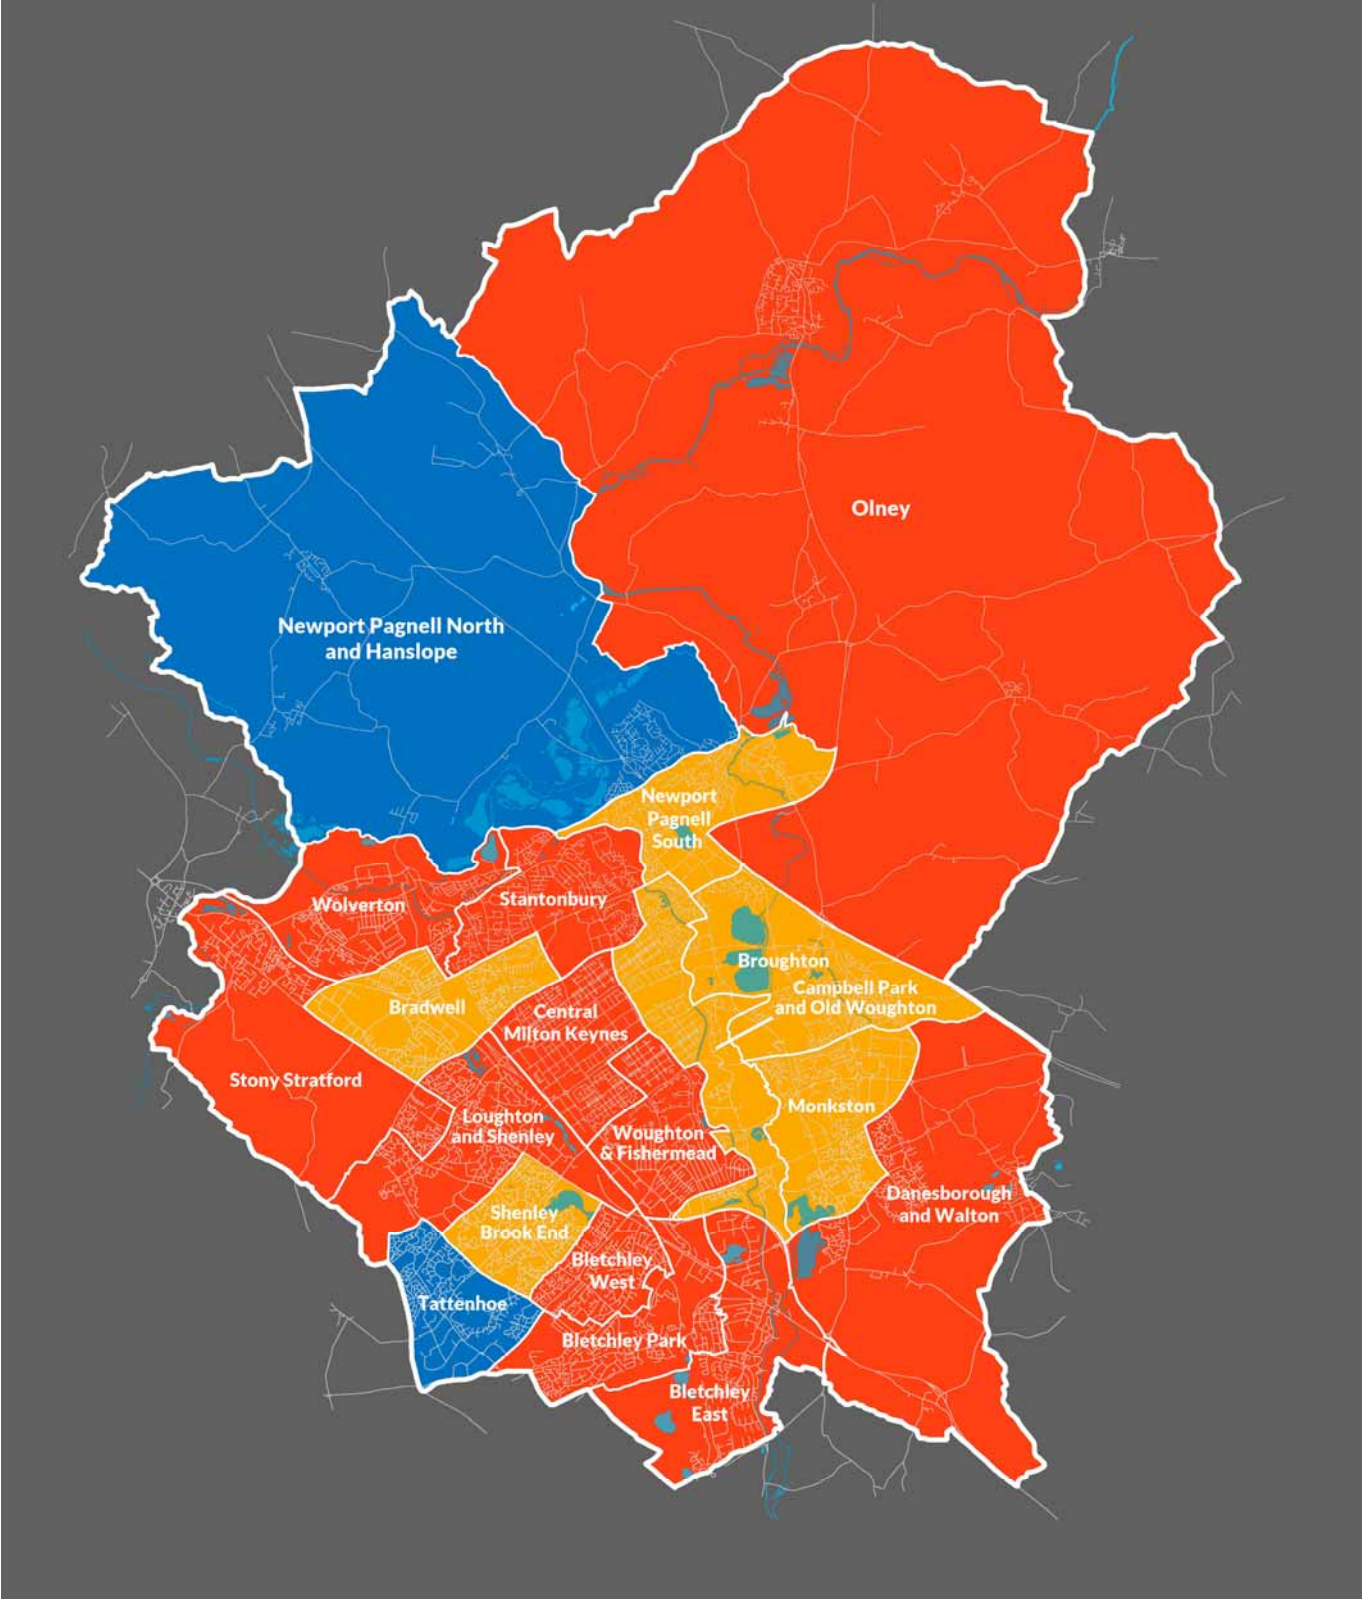 Olney
Newport Pagnell North
and Hanslope
Newport
Pagnell
South
Wolverton
Stantonbury
Broughton
Campbell Park
and Old Woughton
Bradwell
Central
Milton Keynes
Stony Stratford
Monkston
Loughton
and Shenley
Woughton
& Fishermead
Danesborough
and Walton
Shenley
Brook End
Bletchley
West
Tattenhoe
Bletchley Park
Bletchley
East